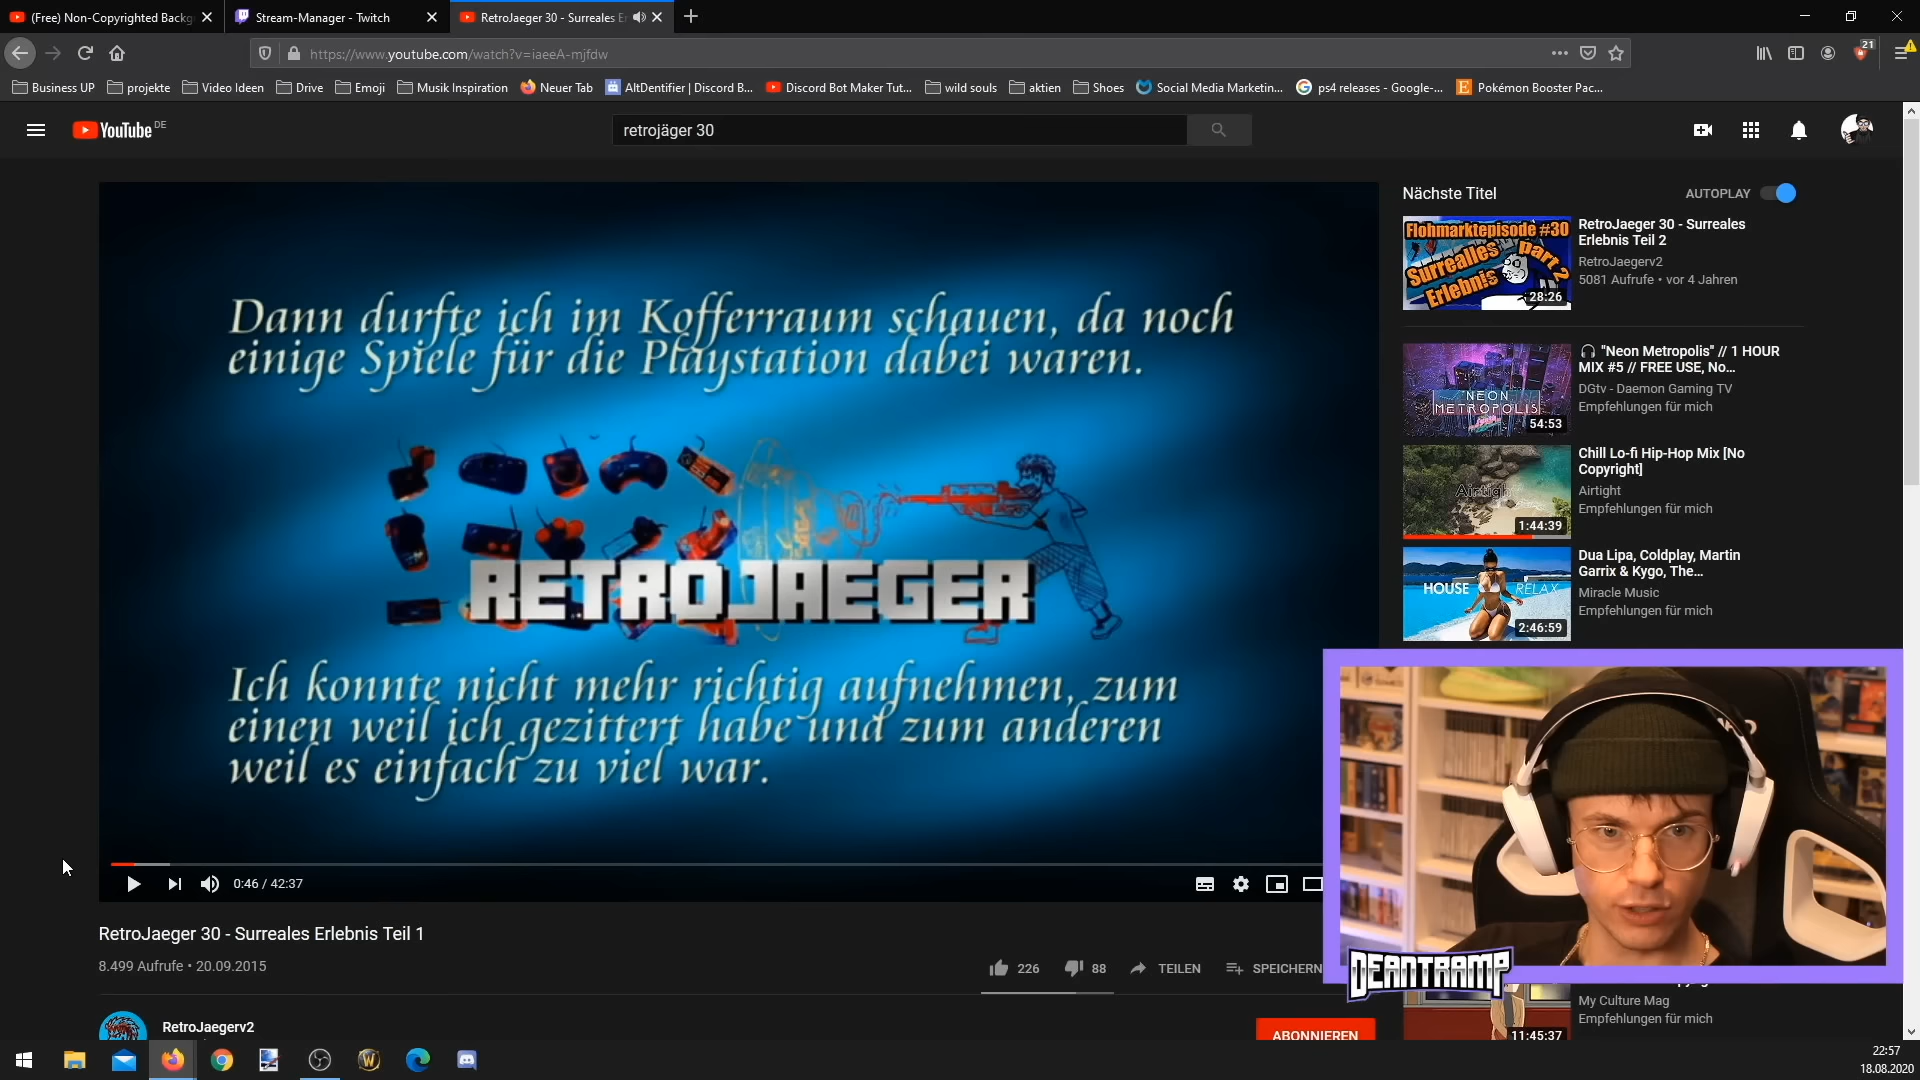 (Free) Non-Copyrighted Backg
Stream-Manager - Twitch
RetroJaeger 30 - Surreales Er
https://www.youtube.com/watch?v=iaeeA-mjfdw
21
Business UP
projekte
Video Ideen
Drive
Emoji
Musik Inspiration
Neuer Tab
AltDentifier | Discord B...
Discord Bot Maker Tut...
wild souls
aktien
Shoes
Social Media Marketin...
ps4 releases - Google-...
Pokémon Booster Pac...
YouTube DE
retrojäger 30
Dann durfte ich im Kofferraum schauen, da noch
einige Spiele für die Playstation dabei waren.
RETROJAEGER
Ich konnte nicht mehr richtig aufnehmen, zum
einen weil ich gezittert habe und zum anderen
weil es einfach zu viel war.
0:46 / 42:37
RetroJaeger 30 - Surreales Erlebnis Teil 1
8.499 Aufrufe • 20.09.2015
226
88
TEILEN
SPEICHERN
RetroJaegerv2
ABONNIEREN
Nächste Titel
AUTOPLAY
Flohmarktepisode #30
Surrealles
Erlebnis
part 2
28:26
RetroJaeger 30 - Surreales
Erlebnis Teil 2
RetroJaegerv2
5081 Aufrufe • vor 4 Jahren
NEON
METROPOLIS
54:53
"Neon Metropolis" // 1 HOUR
MIX #5 // FREE USE, No...
DGtv - Daemon Gaming TV
Empfehlungen für mich
Airtight
1:44:39
Chill Lo-fi Hip-Hop Mix [No
Copyright]
Airtight
Empfehlungen für mich
HOUSE RELAX
2:46:59
Dua Lipa, Coldplay, Martin
Garrix & Kygo, The...
Miracle Music
Empfehlungen für mich
DEANTRAMP
My Culture Mag
Empfehlungen für mich
11:45:37
22:57
18.08.2020